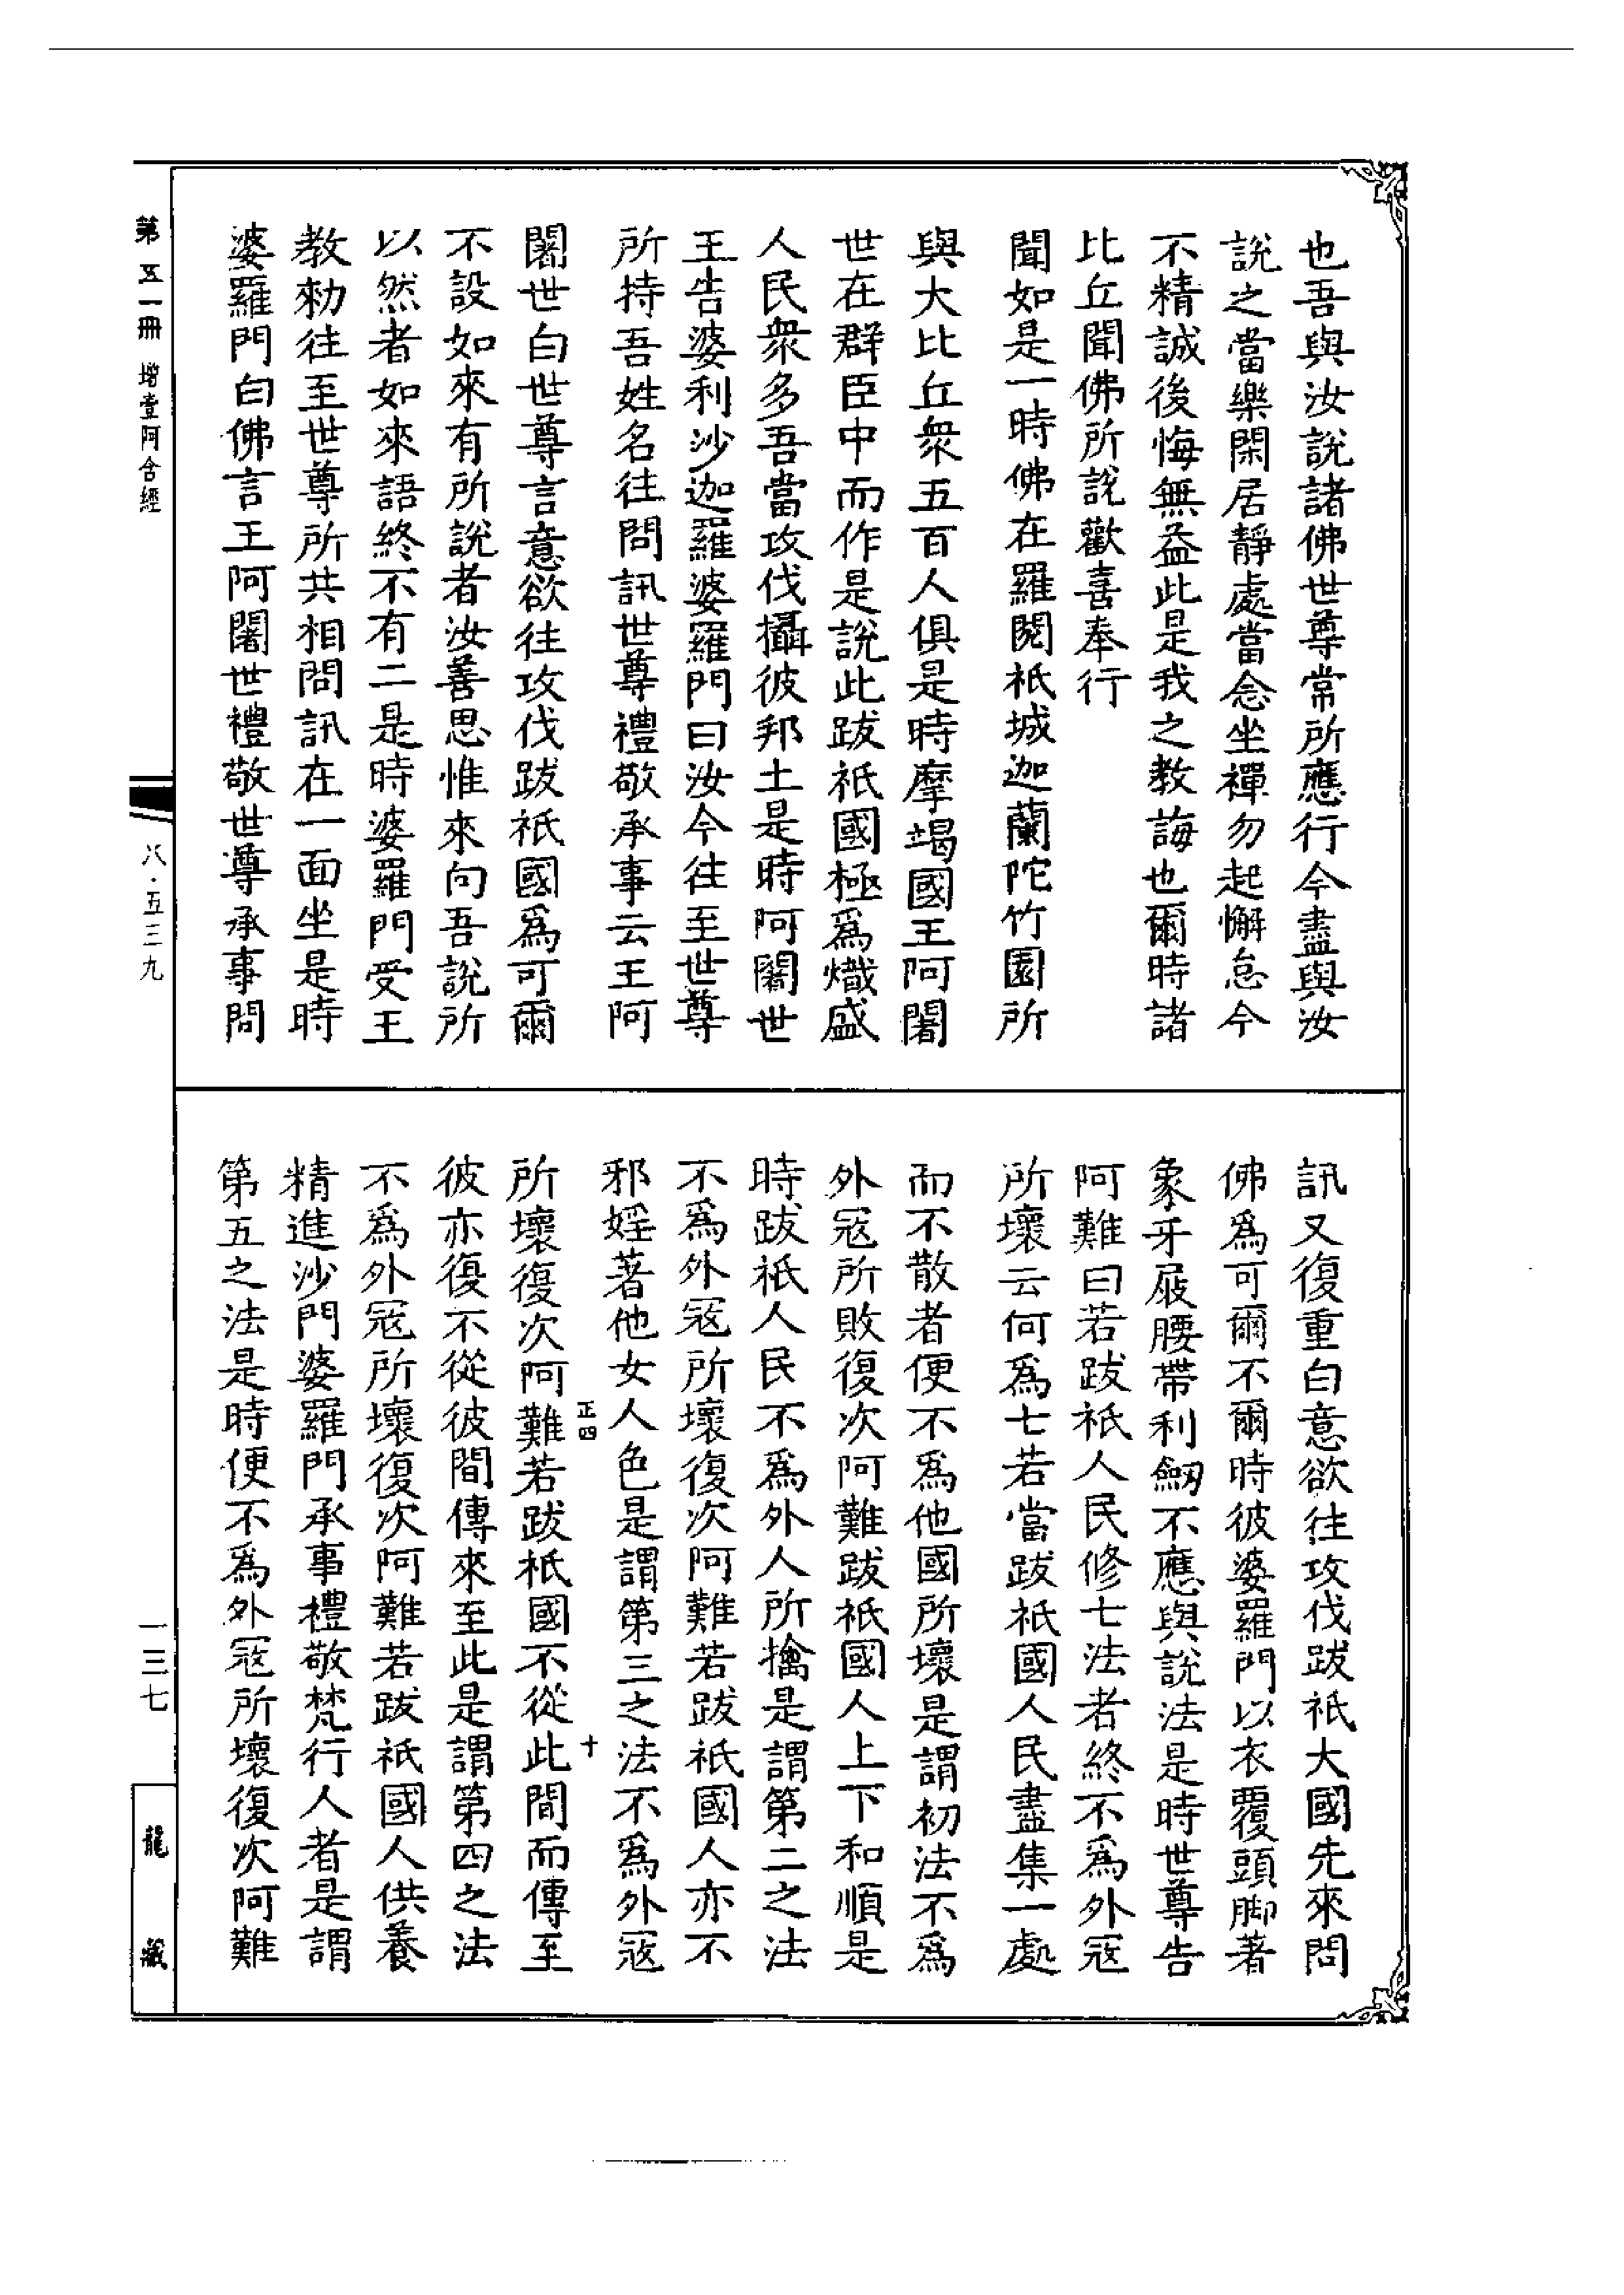 也吾與汝說諸佛世尊常所應行今盡與汝
說之當樂閑居靜處當念坐禪勿起懈怠今
不精誠後悔無益此是我之教誨也爾時諸
比丘聞佛所說歡喜奉行
聞如是一時佛在羅閱祇城迦蘭陀竹園所
與大比丘衆五百人俱是時摩竭國王阿闍
世在群臣中而作是說此跋祇國極爲熾盛
人民衆多吾當攻伐攝彼邦土是時阿闍世
王告婆利沙迦羅婆羅門曰汝今往至世尊
所持吾姓名往問訊世尊禮敬承事云王阿
闍世白世尊言意欲往攻伐跋祇國爲可爾
不設如來有所說者汝善思惟來向吾說所
以然者如來語終不有二是時婆羅門受王
教勑往至世尊所共相問訊在一面坐是時
婆羅門白佛言王阿闍世禮敬世尊承事問
訊又復重白意欲往攻伐跋祇大國先來問
佛爲可爾不爾時彼婆羅門以衣覆頭脚著
象牙屐腰帶利劒不應與說法是時世尊告
阿難曰若跋祇人民修七法者終不爲外寇
所壞云何爲七若當跋祇國人民盡集一處
而不散者便不爲他國所壞是謂初法不爲
外寇所敗復次阿難跋祇國人上下和順是
時跋祇人民不爲外人所擒是謂第二之法
不爲外寇所壞復次阿難若跋祇國人亦不
邪婬著他女人色是謂第三之法不爲外寇
所壞復次阿難若跋祇國不從此間而傳至
彼亦復不從彼間傳來至此是謂第四之法
不爲外寇所壞復次阿難若跋祇國人供養
精進沙門婆羅門承事禮敬梵行人者是謂
第五之法是時便不爲外寇所壞復次阿難
正四
十
第五一冊 增壹阿含經
八·五三九
一三七
龍藏